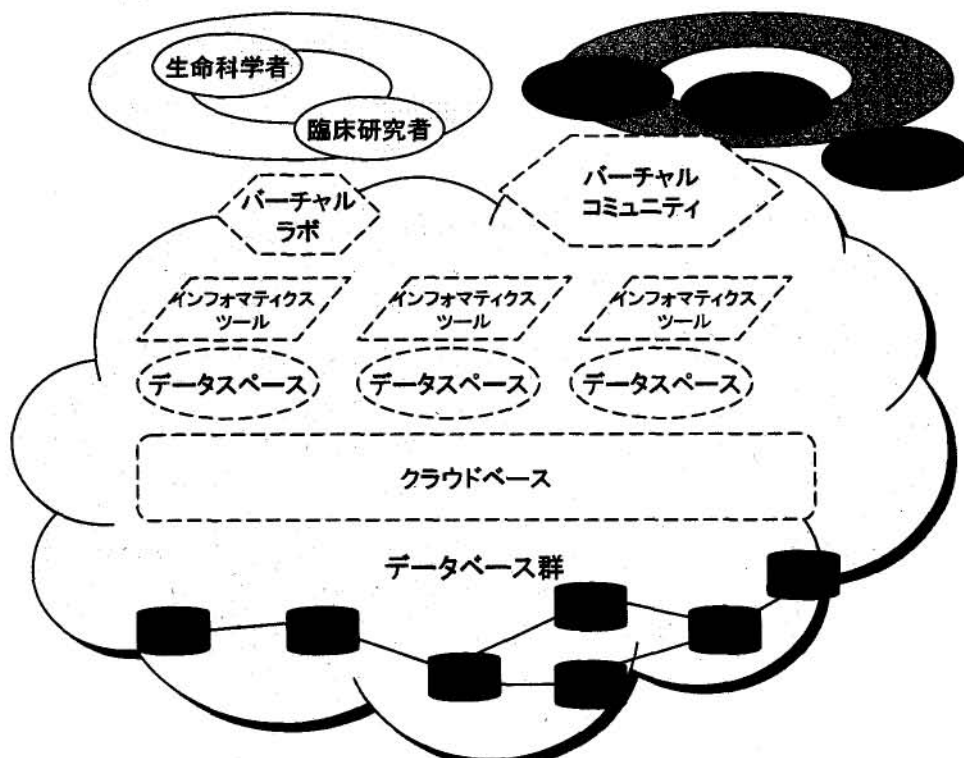 生命科学者
臨床研究者
バーチャル
ラボ
バーチャル
コミュニティ
インフォマティクス
ツール
インフォマティクス
ツール
インフォマティクス
ツール
データスペース
データスペース
データスペース
クラウドベース
データベース群